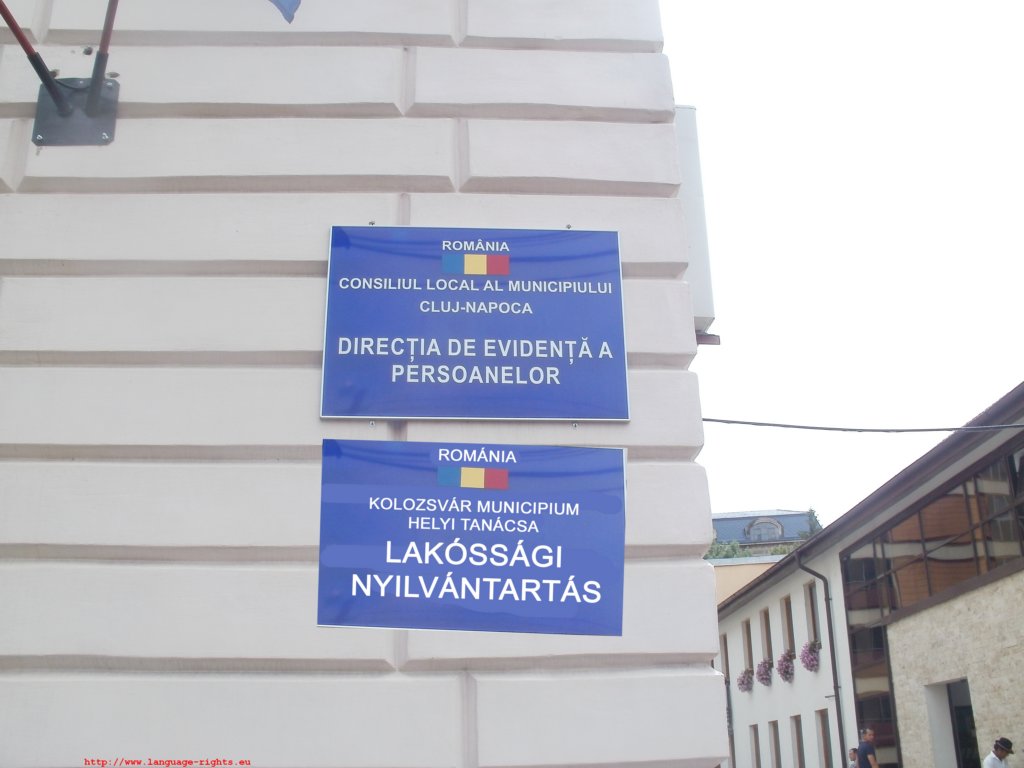 ROMÂNIA
CONSILIUL LOCAL AL MUNICIPIULUI
CLUJ-NAPOCA
DIRECȚIA DE EVIDENȚĂ A
PERSOANELOR
ROMÁNIA
KOLOZSVÁR MUNICIPIUM
HELYI TANÁCSA
LAKÓSSÁGI
NYILVÁNTARTÁS
http://www.language-rights.eu